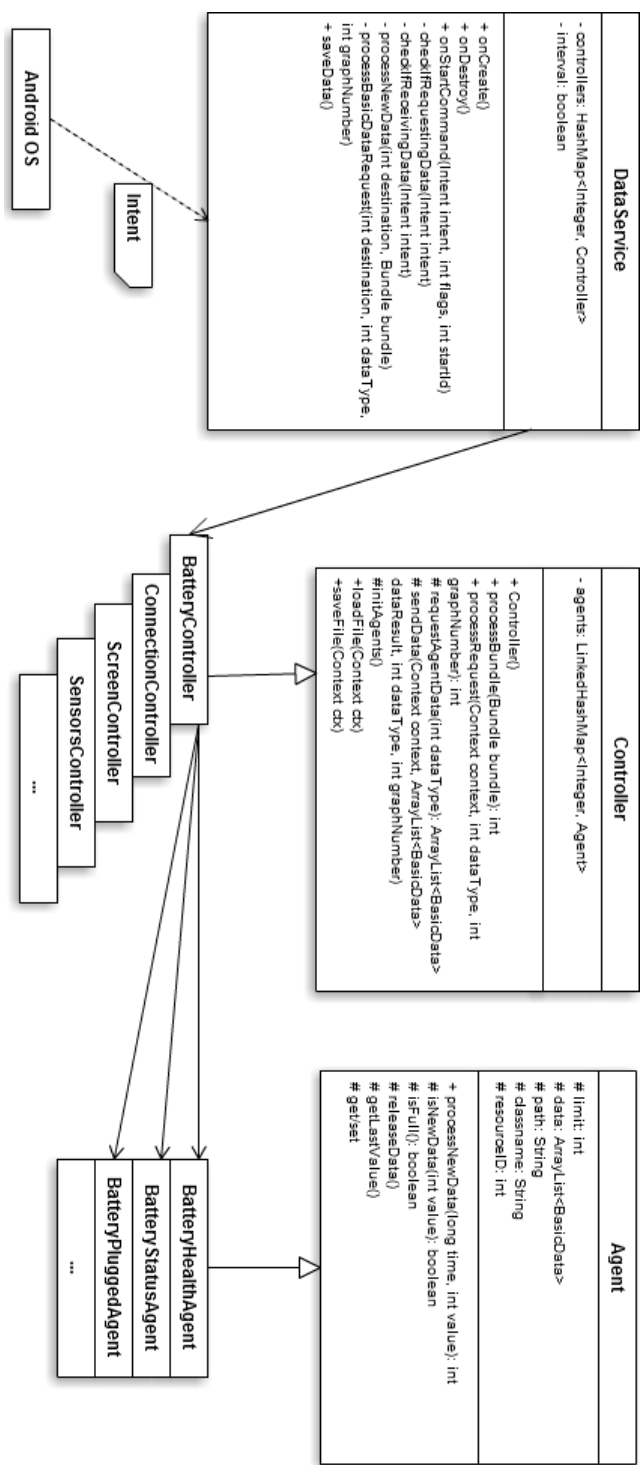 DataService
- controllers: HashMap<Integer, Controller>
- interval: boolean
+ onCreate()
+ onDestroy()
+ onStartCommand(Intent intent, int flags, int startId)
- checkIfRequestingData(Intent intent)
- checkIfReceivingData(Intent intent)
- processNewData(int destination, Bundle bundle)
- processBasicDataRequest(int destination, int dataType,
int graphNumber)
+ saveData()
Intent
Android OS
Controller
- agents: LinkedHashMap<Integer, Agent>
+ Controller()
+ processBundle(Bundle bundle): int
+ processRequest(Context context, int dataType, int
graphNumber): int
# requestAgentData(int dataType): ArrayList<BasicData>
# sendData(Context context, ArrayList<BasicData>
dataResult, int dataType, int graphNumber)
#initAgents()
+loadFile(Context ctx)
+saveFile(Context ctx)
BatteryController
ConnectionController
ScreenController
SensorsController
...
Agent
# limit: int
# data: ArrayList<BasicData>
# path: String
# classname: String
# resourceID: int
+ processNewData(long time, int value): int
# isNewData(int value): boolean
# isFull(): boolean
# releaseData()
# getLastValue()
# get/set
BatteryHealthAgent
BatteryStatusAgent
BatteryPluggedAgent
...